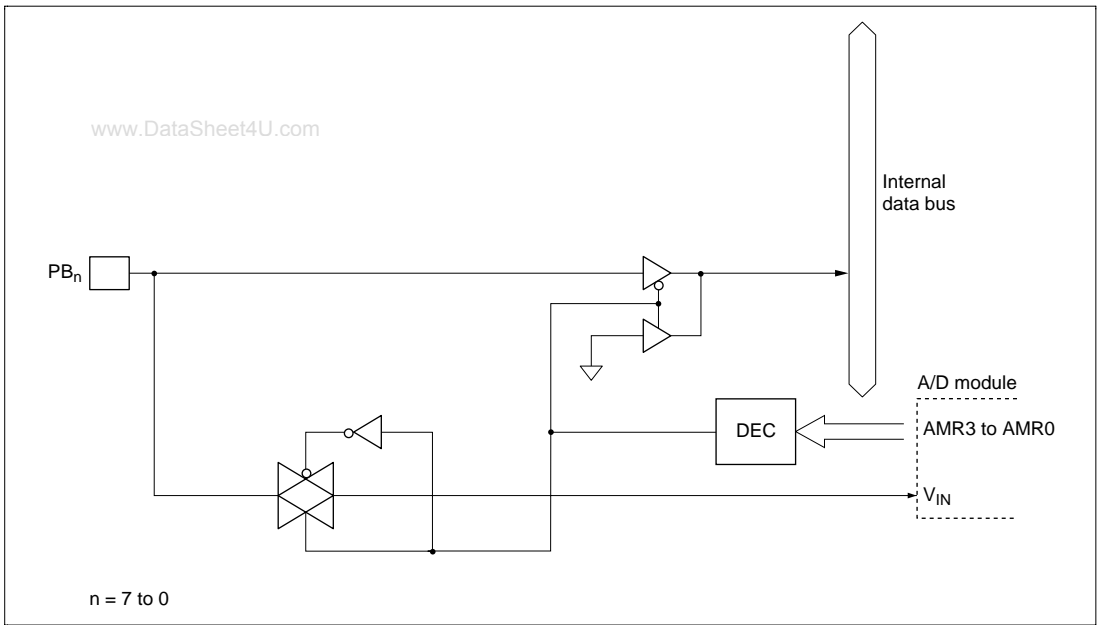 www.DataSheet4U.com
Internal
data bus
PBn
A/D module
DEC
AMR3 to AMR0
VIN
n = 7 to 0